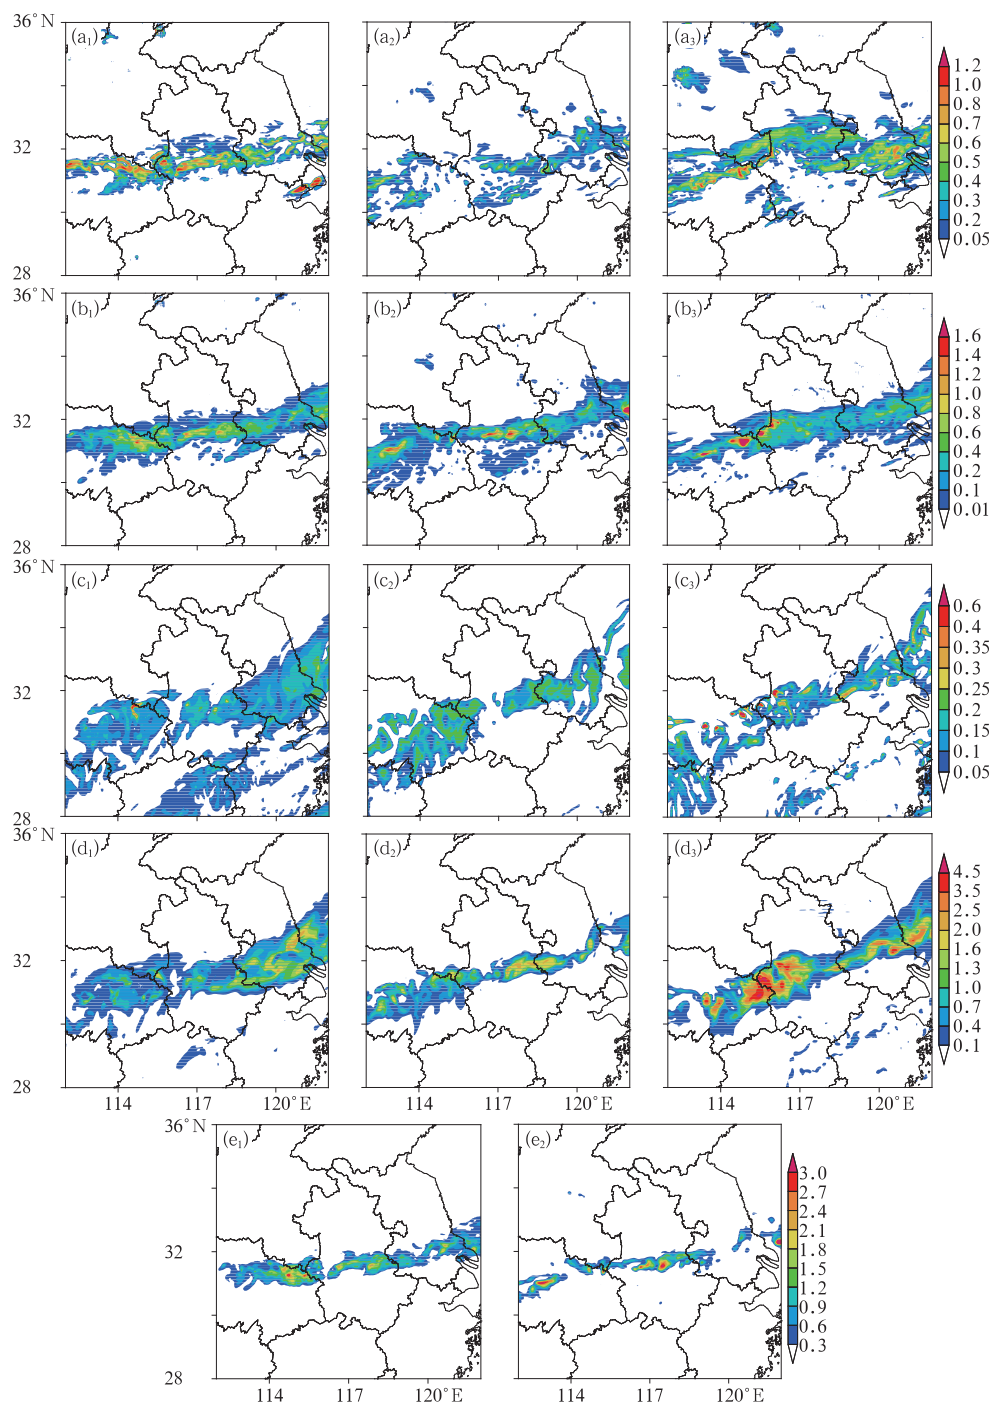 36°N
32
28
(a₁)
(a₂)
(a₃)
1.2
1.0
0.8
0.7
0.6
0.5
0.4
0.3
0.2
0.05
36°N
32
28
(b₁)
(b₂)
(b₃)
1.6
1.4
1.2
1.0
0.8
0.6
0.4
0.2
0.1
0.01
36°N
32
28
(c₁)
(c₂)
(c₃)
0.6
0.4
0.35
0.3
0.25
0.2
0.15
0.1
0.05
36°N
32
28
(d₁)
(d₂)
(d₃)
4.5
3.5
2.5
2.0
1.6
1.3
1.0
0.7
0.4
0.1
114 117 120°E
114 117 120°E
114 117 120°E
36°N
32
28
(e₁)
(e₂)
3.0
2.7
2.4
2.1
1.8
1.5
1.2
0.9
0.6
0.3
114 117 120°E
114 117 120°E